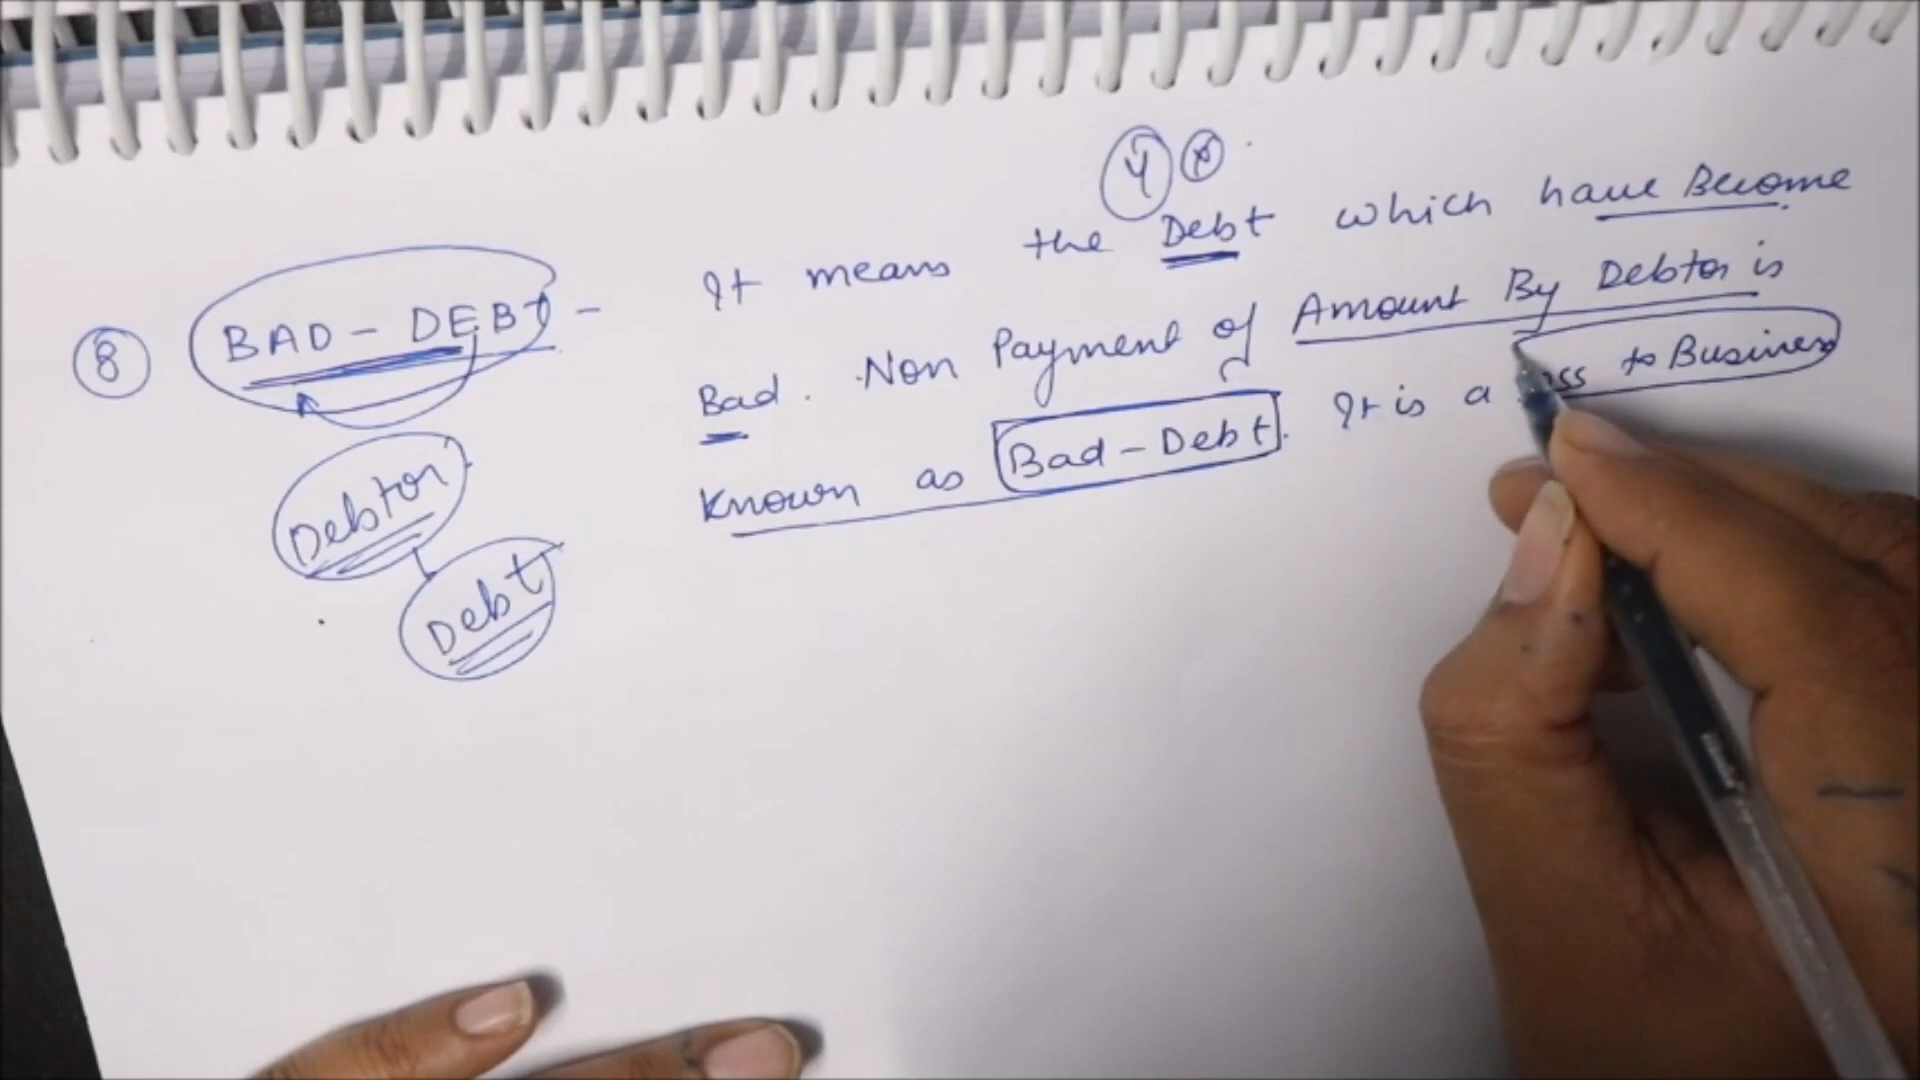 4
It means the Debt which have Become
8 BAD - DEBT -
Bad. Non Payment of Amount By Debtor is
Known as Bad - Debt. It is a Loss to Business
Debtor
Debt